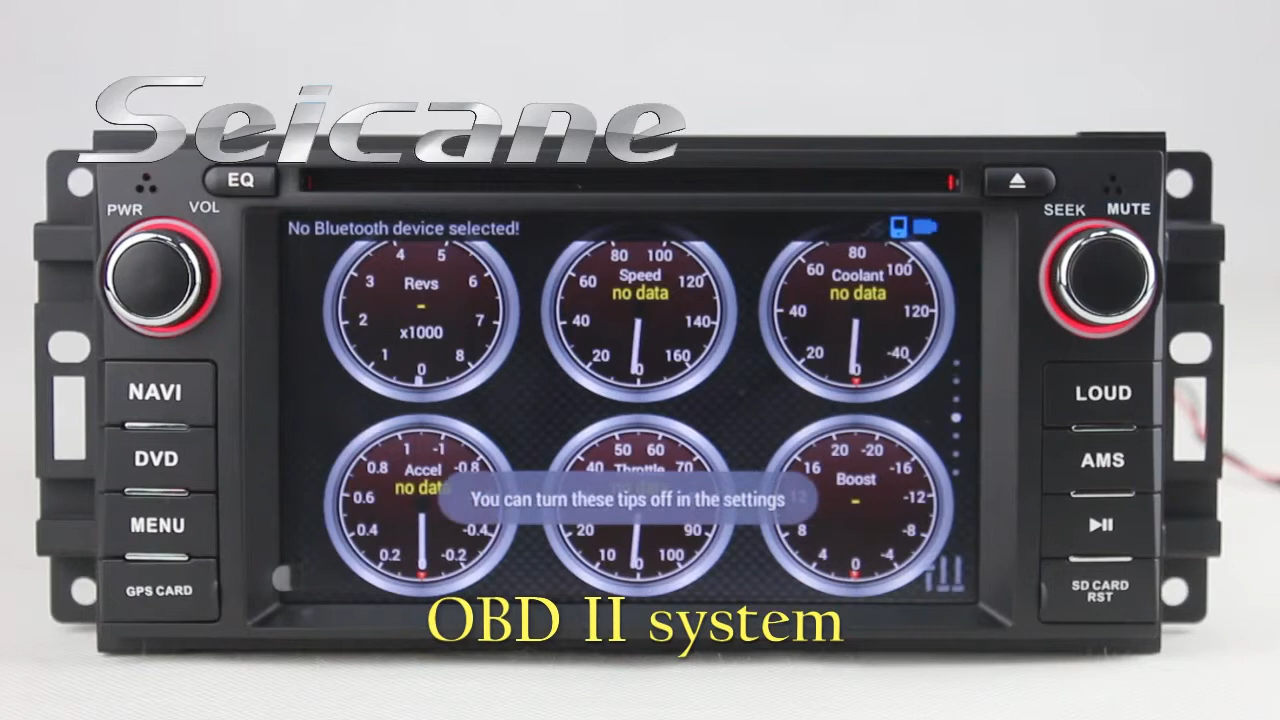 Seicane
EQ
PWR
VOL
SEEK
MUTE
No Bluetooth device selected!
NAVI
DVD
MENU
GPS CARD
4 5
3 Revs 6
-
2 7
x1000
1 8
0
80 100
60 Speed 120
no data
40 140
20 160
0
80
60 Coolant 100
no data
40 120
20 -40
0
1 -1
0.8 Accel -0.8
no data
0.6
0.4 -0.4
0.2 -0.2
0
50 60
40 Throttle 70
20 90
10 100
0
20 -20
16 Boost -16
-
12 -12
8 -8
4 -4
0
You can turn these tips off in the settings
LOUD
AMS
SD CARD
RST
OBD II system